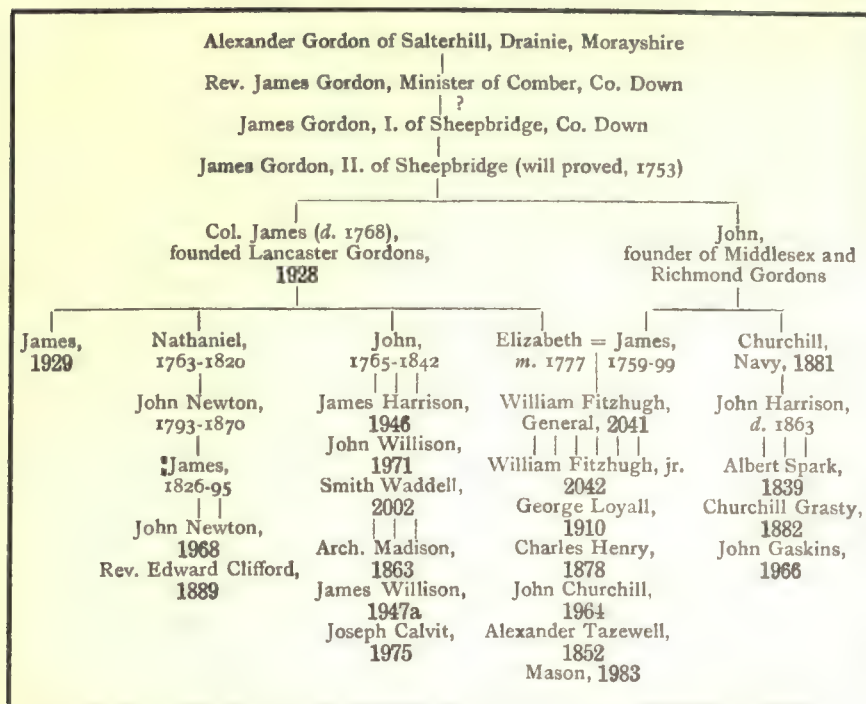 Alexander Gordon of Salterhill, Drainie, Morayshire
Rev. James Gordon, Minister of Comber, Co. Down
?
James Gordon, I. of Sheepbridge, Co. Down
James Gordon, II. of Sheepbridge (will proved, 1753)
Col. James (d. 1768),
founded Lancaster Gordons,
1928
John,
founder of Middlesex and
Richmond Gordons
James,
1929
Nathaniel,
1763-1820
John Newton,
1793-1870
James,
1826-95
John Newton,
1968
Rev. Edward Clifford,
1889
John,
1765-1842
James Harrison,
1946
John Willison,
1971
Smith Waddell,
2002
Arch. Madison,
1863
James Willison,
1947a
Joseph Calvit,
1975
Elizabeth = James,
m. 1777 1759-99
William Fitzhugh,
General, 2041
William Fitzhugh, jr.
2042
George Loyall,
1910
Charles Henry,
1878
John Churchill,
1964
Alexander Tazewell,
1852
Mason, 1983
Churchill,
Navy, 1881
John Harrison,
d. 1863
Albert Spark,
1839
Churchill Grasty,
1882
John Gaskins,
1966